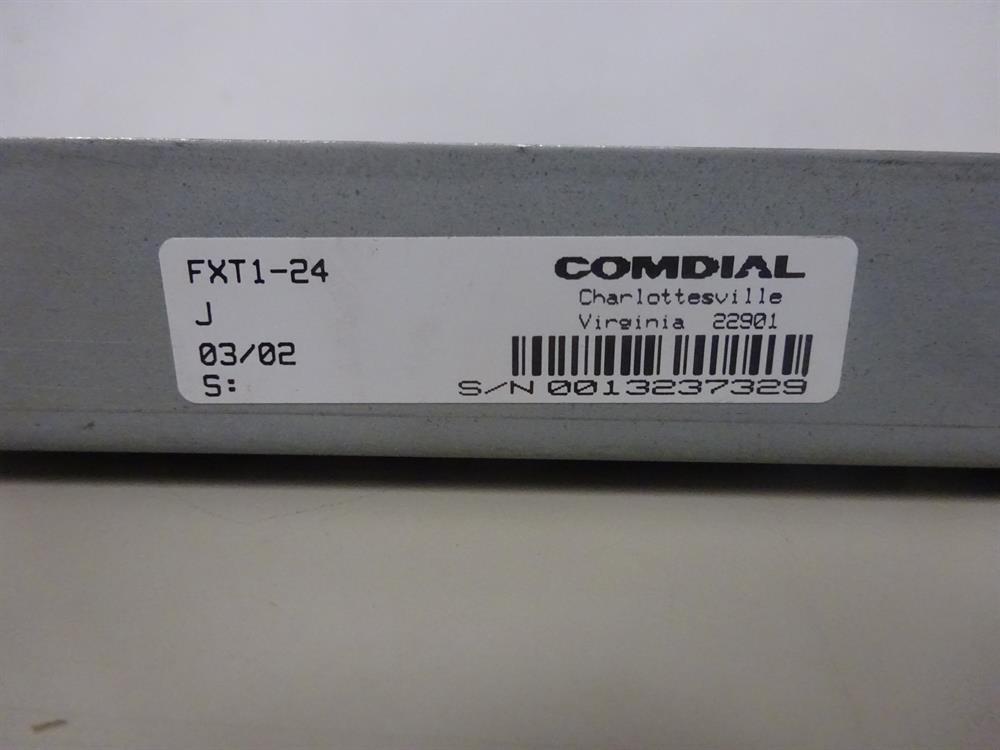 FXT1-24
J
03/02
S:
COMDIAL
Charlottesville
Virginia 22901
S/N 0013237329